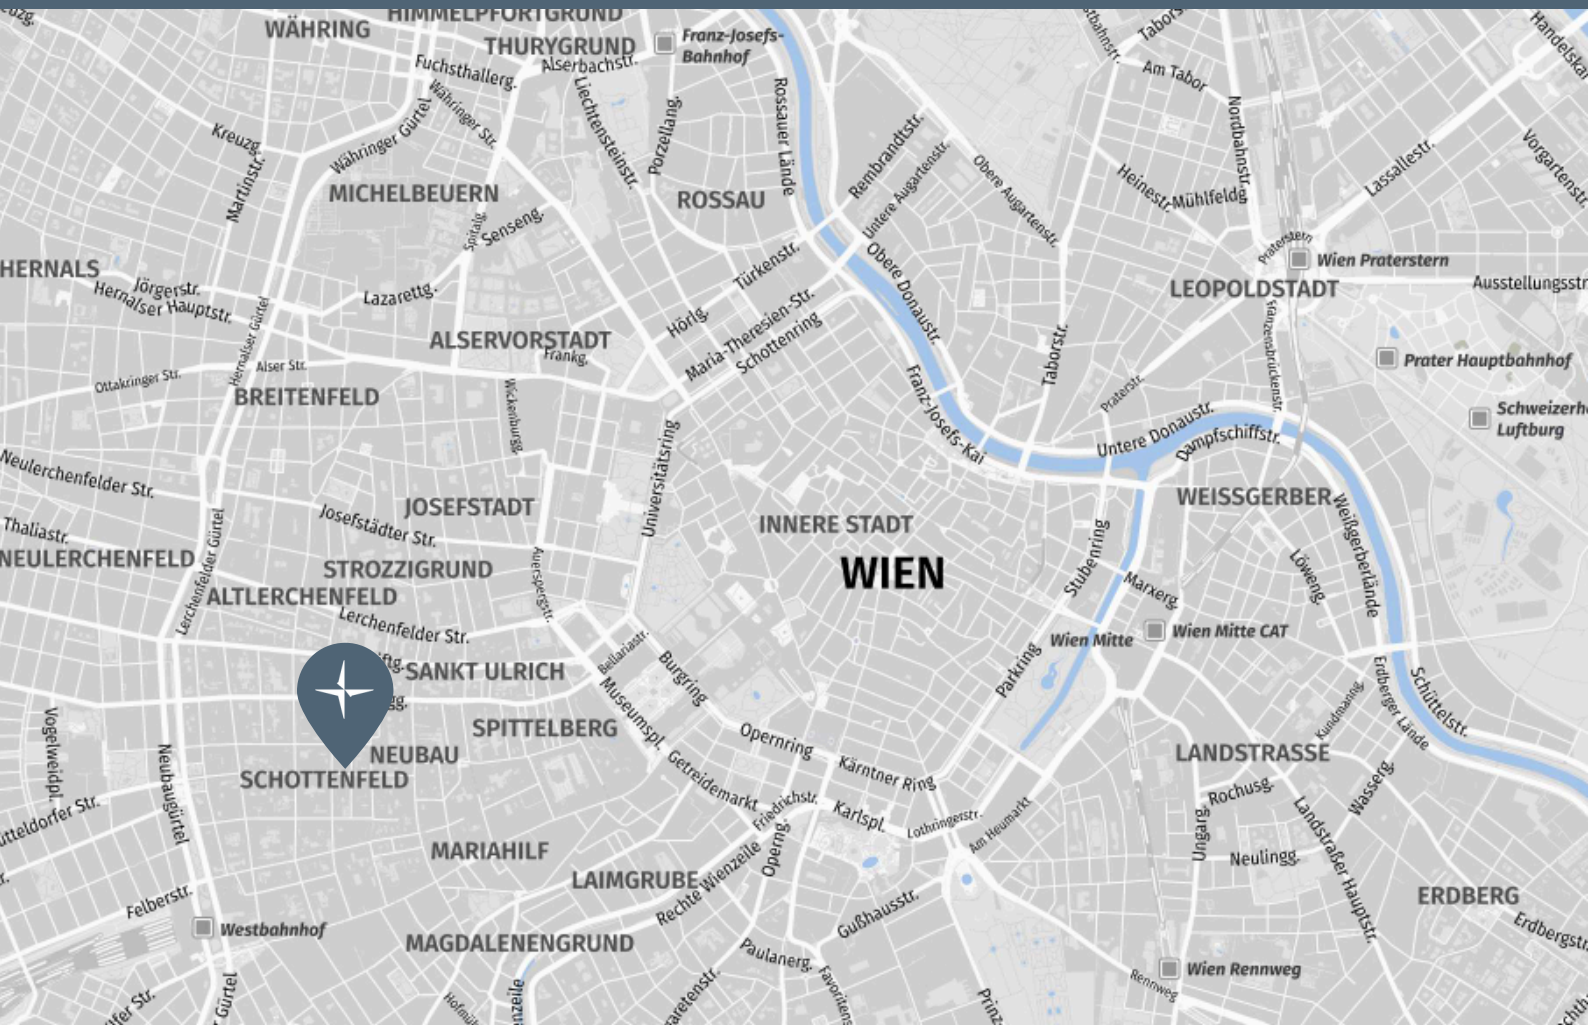 HIMMELPFORTGRUND
WÄHRING
THURYGRUND
Franz-Josefs-
Bahnhof
Fuchsthallerg.
Alserbachstr.
Liechtensteinstr.
Porzellang.
Rossauer Lände
Währinger Str.
Währinger Gürtel
Kreuzg.
Martinstr.
MICHELBEUERN
ROSSAU
Spitalg.
Senseng.
Rembrandtstr.
Untere Augartenstr.
Obere Augartenstr.
Am Tabor
Nordbahnstr.
Heinestr.
Mühlfeldg.
Lassallestr.
Praterstern
Wien Praterstern
LEOPOLDSTADT
HERNALS
Jörgerstr.
Hernalser Hauptstr.
Lazarettg.
Hernalser Gürtel
Türkenstr.
Hörlg.
Maria-Theresien-Str.
Schottenring
Obere Donaustr.
Taborstr.
Franzensbrückenstr.
Prater Hauptbahnhof
Luftburg
ALSERVORSTADT
Frankg.
Alser Str.
Ottakringer Str.
BREITENFELD
Wickenburgg.
Franz-Josefs-Kai
Praterstr.
Untere Donaustr.
Dampfschiffstr.
Neulerchenfelder Str.
Universitätsring
JOSEFSTADT
Josefstädter Str.
INNERE STADT
WIEN
WEISSGERBER
Weißgerberlände
Thaliastr.
NEULERCHENFELD
Lerchenfelder Gürtel
STROZZIGRUND
ALTLERCHENFELD
Auerspergstr.
Lerchenfelder Str.
Stubenring
Marxerg.
Löweng.
Wien Mitte
Wien Mitte CAT
SANKT ULRICH
Bellariastr.
Burgring
Museumspl.
Parkring
Kundmanng.
Erdberger Lände
Schüttelstr.
Vogelweidpl.
SPITTELBERG
NEUBAU
SCHOTTENFELD
Neubaugürtel
Getreidemarkt
Opernring
Kärntner Ring
LANDSTRASSE
Rochusg.
Wasserg.
Friedrichstr.
Karlspl.
Lothringerstr.
Am Heumarkt
Operng.
Ungarg.
Neulingg.
Landstraßer Hauptstr.
MARIAHILF
LAIMGRUBE
Rechte Wienzeile
ERDBERG
Felberstr.
Westbahnhof
MAGDALENENGRUND
Gußhausstr.
Paulanerg.
Wien Rennweg
Rennweg
Gürtel